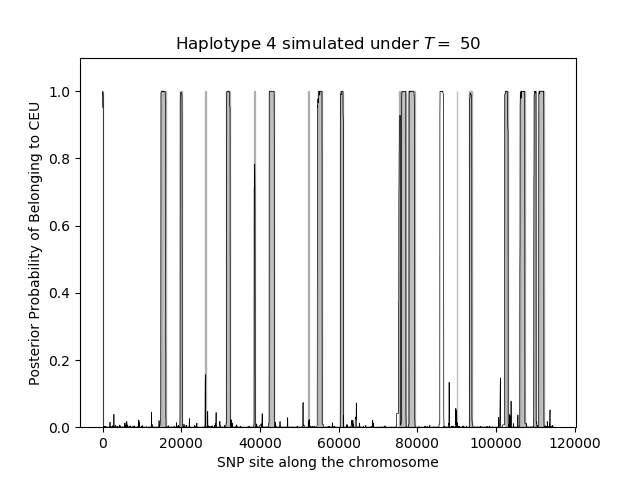 Haplotype 4 simulated under T = 50
Posterior Probability of Belonging to CEU
1.0
0.8
0.6
0.4
0.2
0.0
0 20000 40000 60000 80000 100000 120000
SNP site along the chromosome